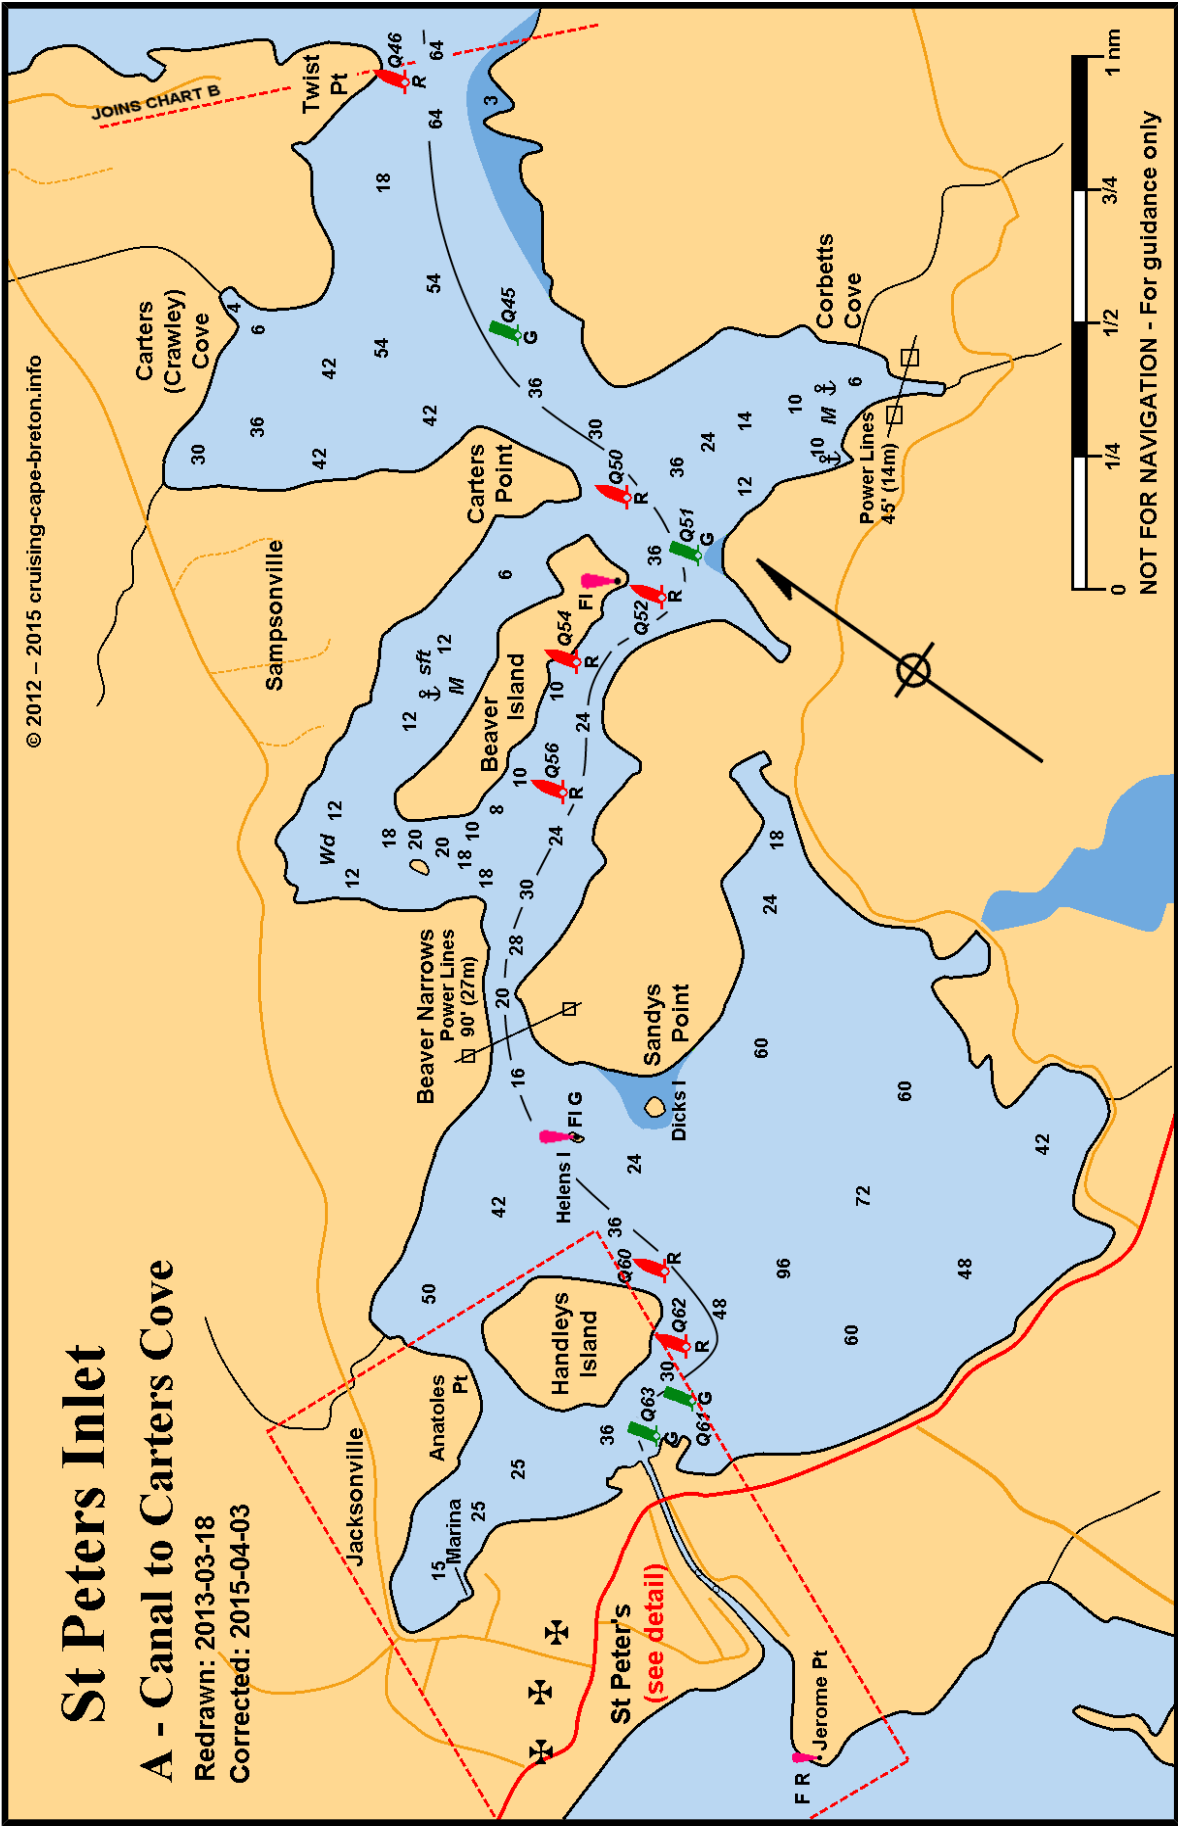 St Peters Inlet
A - Canal to Carters Cove
Redrawn: 2013-03-18
Corrected: 2015-04-03
© 2012 – 2015 cruising-cape-breton.info
JOINS CHART B
Twist
Pt
Q46
R
64
64
3
18
54
Carters
(Crawley)
Cove
4
6
42
54
36
30
42
42
Q45
G
36
30
Carters
Point
Q50
R
36
24
14
12
10
10
M
6
Corbetts
Cove
Power Lines
45' (14m)
Q51
G
36
Q52
R
Fl
Sampsonville
6
12
sft
M
12
Beaver
Island
Q54
R
10
24
Q56
R
10
8
24
Wd
12
12
18
20
20
10
18
18
30
28
20
16
Beaver Narrows
Power Lines
90' (27m)
Sandys
Point
Dicks I
Fl G
Helens I
24
42
36
50
18
24
60
60
42
72
96
48
60
48
Q60
R
Q62
R
30
Handleys
Island
Q61
G
Q63
G
36
Anatoles
Pt
Jacksonville
25
25
15
Marina
St Peter's
(see detail)
Jerome Pt
F R
0
1/4
1/2
3/4
1 nm
NOT FOR NAVIGATION - For guidance only